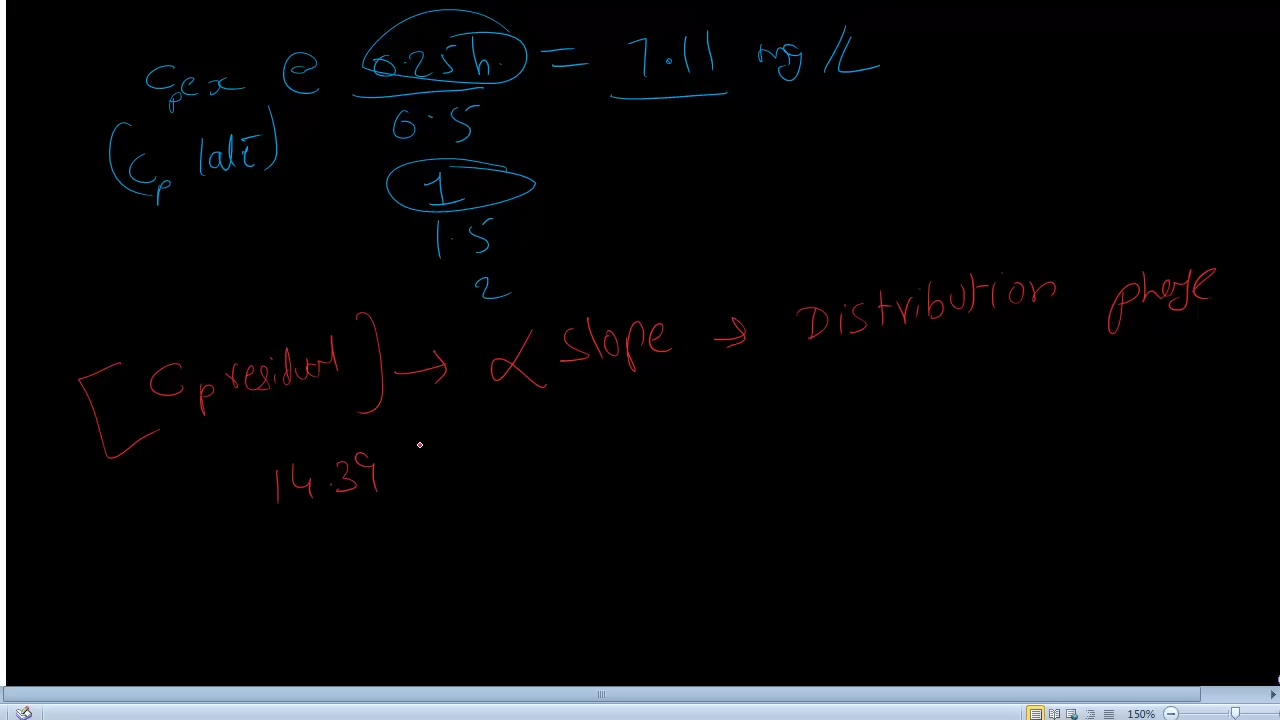 Cpex @ 0.25h. = 7.11 mg/L
(Cp late) 0.5
1
1.5
2
[Cp residual] → α slope → Distribution phase
14.39
150%